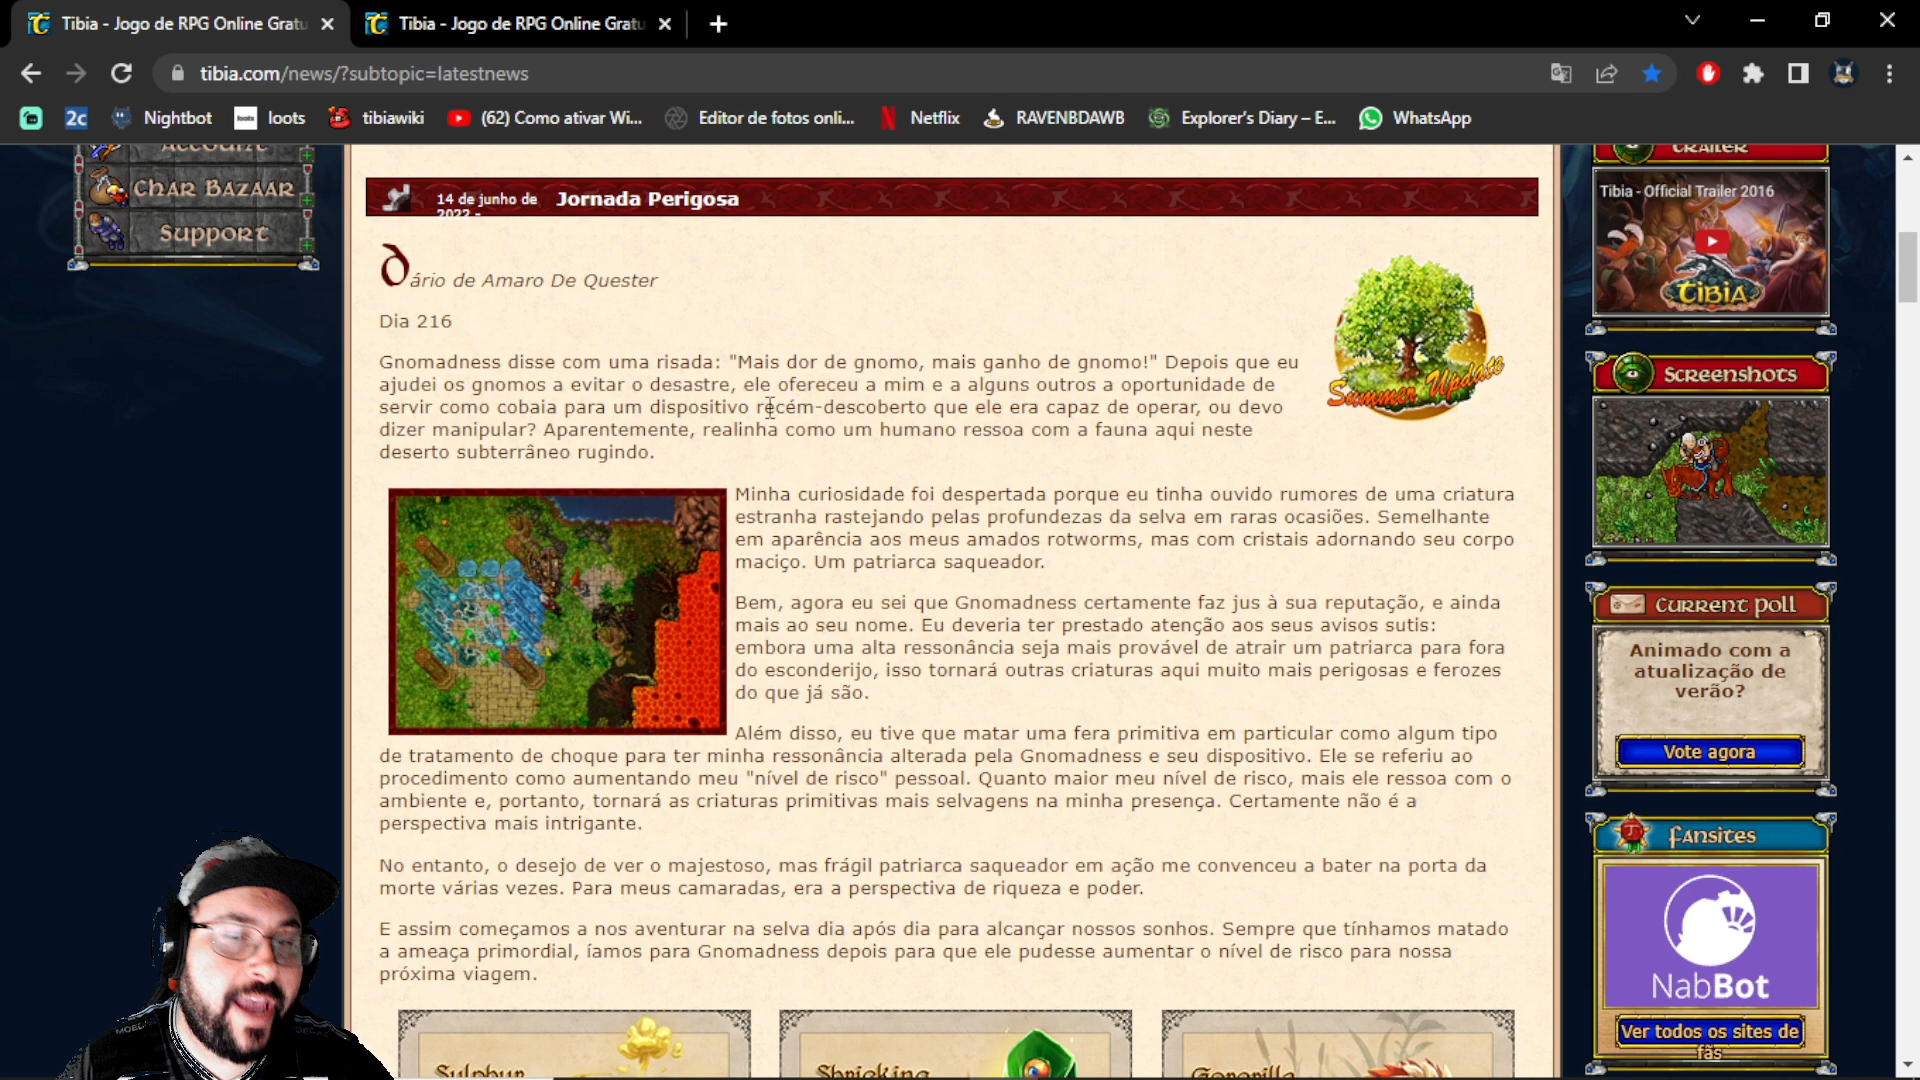 Tibia - Jogo de RPG Online Gratu
Tibia - Jogo de RPG Online Gratu
tibia.com/news/?subtopic=latestnews
2c
Nightbot
loots
loots
tibiawiki
(62) Como ativar Wi...
Editor de fotos onli...
Netflix
RAVENBDAWB
Explorer's Diary – E...
WhatsApp
Account
Char Bazaar
Support
14 de junho de
2022 -
Jornada Perigosa
Dário de Amaro De Quester
Dia 216
Gnomadness disse com uma risada: "Mais dor de gnomo, mais ganho de gnomo!" Depois que eu
ajudei os gnomos a evitar o desastre, ele ofereceu a mim e a alguns outros a oportunidade de
servir como cobaia para um dispositivo recém-descoberto que ele era capaz de operar, ou devo
dizer manipular? Aparentemente, realinha como um humano ressoa com a fauna aqui neste
deserto subterrâneo rugindo.
Summer Update
Minha curiosidade foi despertada porque eu tinha ouvido rumores de uma criatura
estranha rastejando pelas profundezas da selva em raras ocasiões. Semelhante
em aparência aos meus amados rotworms, mas com cristais adornando seu corpo
maciço. Um patriarca saqueador.
Bem, agora eu sei que Gnomadness certamente faz jus à sua reputação, e ainda
mais ao seu nome. Eu deveria ter prestado atenção aos seus avisos sutis:
embora uma alta ressonância seja mais provável de atrair um patriarca para fora
do esconderijo, isso tornará outras criaturas aqui muito mais perigosas e ferozes
do que já são.
Além disso, eu tive que matar uma fera primitiva em particular como algum tipo
de tratamento de choque para ter minha ressonância alterada pela Gnomadness e seu dispositivo. Ele se referiu ao
procedimento como aumentando meu "nível de risco" pessoal. Quanto maior meu nível de risco, mais ele ressoa com o
ambiente e, portanto, tornará as criaturas primitivas mais selvagens na minha presença. Certamente não é a
perspectiva mais intrigante.
No entanto, o desejo de ver o majestoso, mas frágil patriarca saqueador em ação me convenceu a bater na porta da
morte várias vezes. Para meus camaradas, era a perspectiva de riqueza e poder.
E assim começamos a nos aventurar na selva dia após dia para alcançar nossos sonhos. Sempre que tínhamos matado
a ameaça primordial, íamos para Gnomadness depois para que ele pudesse aumentar o nível de risco para nossa
próxima viagem.
Sulphur
Shrieking
Gororilla
Trailer
Tibia - Official Trailer 2016
TIBIA
Screenshots
Current Poll
Animado com a
atualização de
verão?
Vote agora
Fansites
NabBot
Ver todos os sites de
fãs